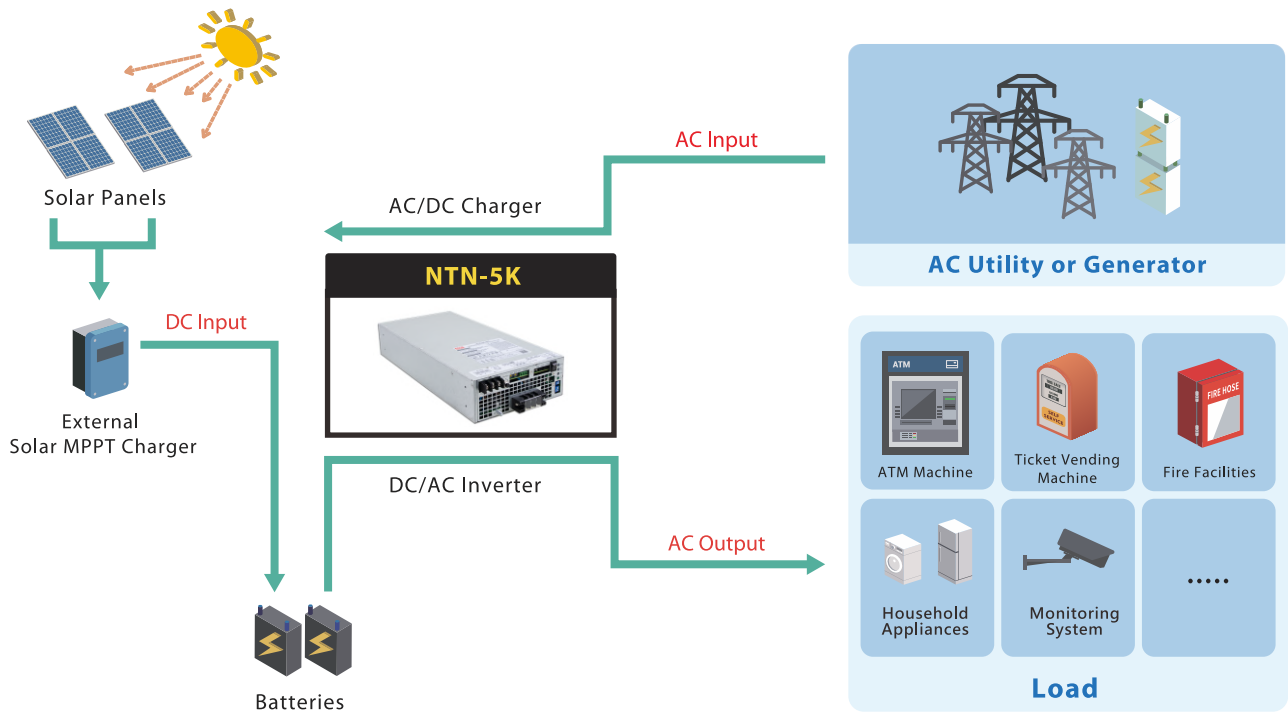 Solar Panels
External
Solar MPPT Charger
DC Input
Batteries
AC Input
AC/DC Charger
NTN-5K
DC/AC Inverter
AC Output
AC Utility or Generator
ATM
ATM Machine
SELF
SERVICE
Ticket Vending
Machine
FIRE HOSE
Fire Facilities
Household
Appliances
Monitoring
System
.....
Load